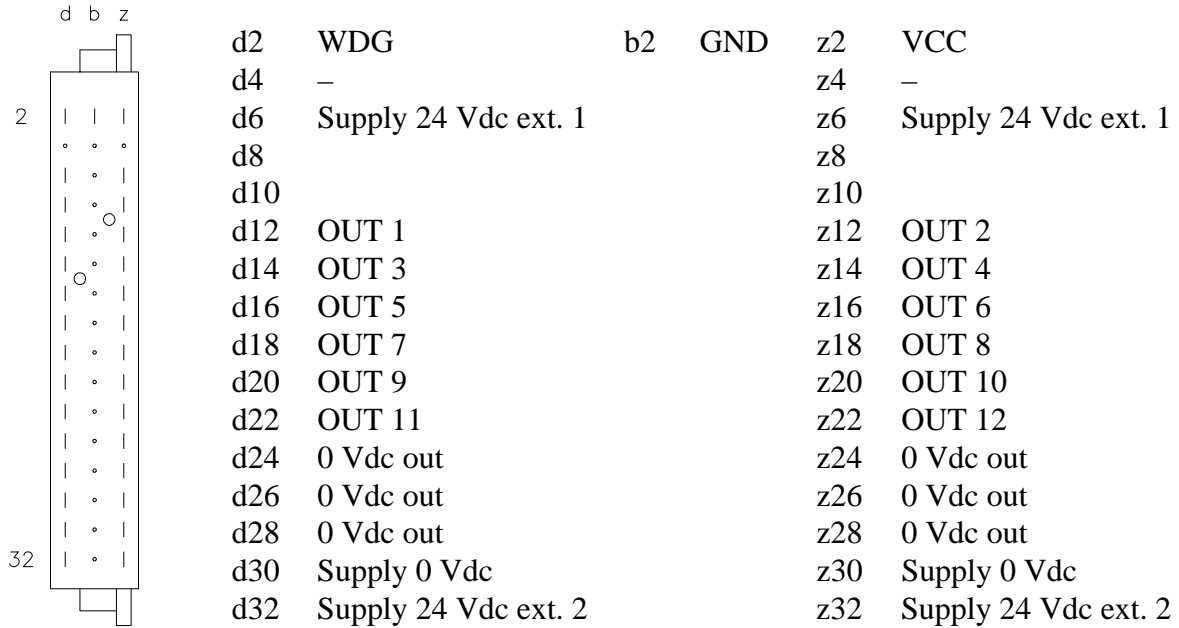 d b z
d2 WDG b2 GND z2 VCC
d4 – z4 –
2 d6 Supply 24 Vdc ext. 1 z6 Supply 24 Vdc ext. 1
d8 z8
d10 z10
d12 OUT 1 z12 OUT 2
d14 OUT 3 z14 OUT 4
d16 OUT 5 z16 OUT 6
d18 OUT 7 z18 OUT 8
d20 OUT 9 z20 OUT 10
d22 OUT 11 z22 OUT 12
d24 0 Vdc out z24 0 Vdc out
d26 0 Vdc out z26 0 Vdc out
d28 0 Vdc out z28 0 Vdc out
32 d30 Supply 0 Vdc z30 Supply 0 Vdc
d32 Supply 24 Vdc ext. 2 z32 Supply 24 Vdc ext. 2